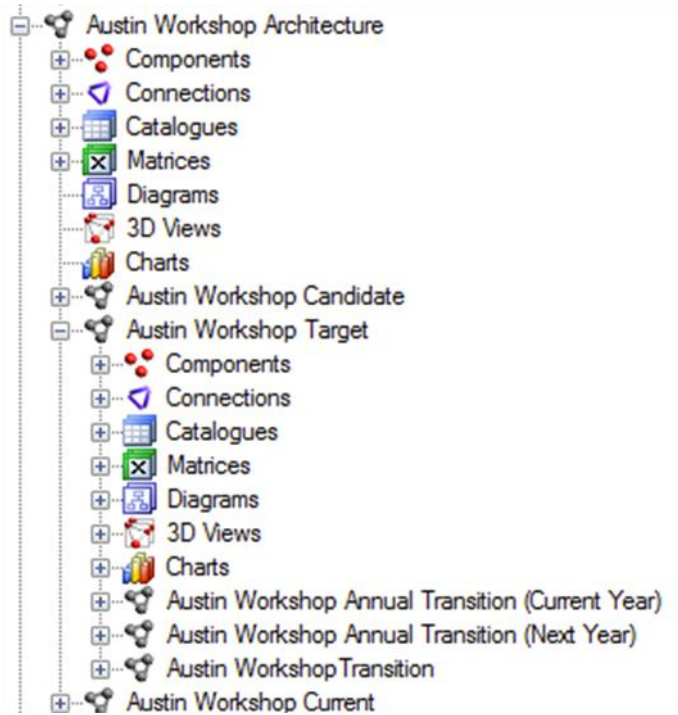 Austin Workshop Architecture
Components
Connections
Catalogues
Matrices
Diagrams
3D Views
Charts
Austin Workshop Candidate
Austin Workshop Target
Components
Connections
Catalogues
Matrices
Diagrams
3D Views
Charts
Austin Workshop Annual Transition (Current Year)
Austin Workshop Annual Transition (Next Year)
Austin WorkshopTransition
Austin Workshop Current